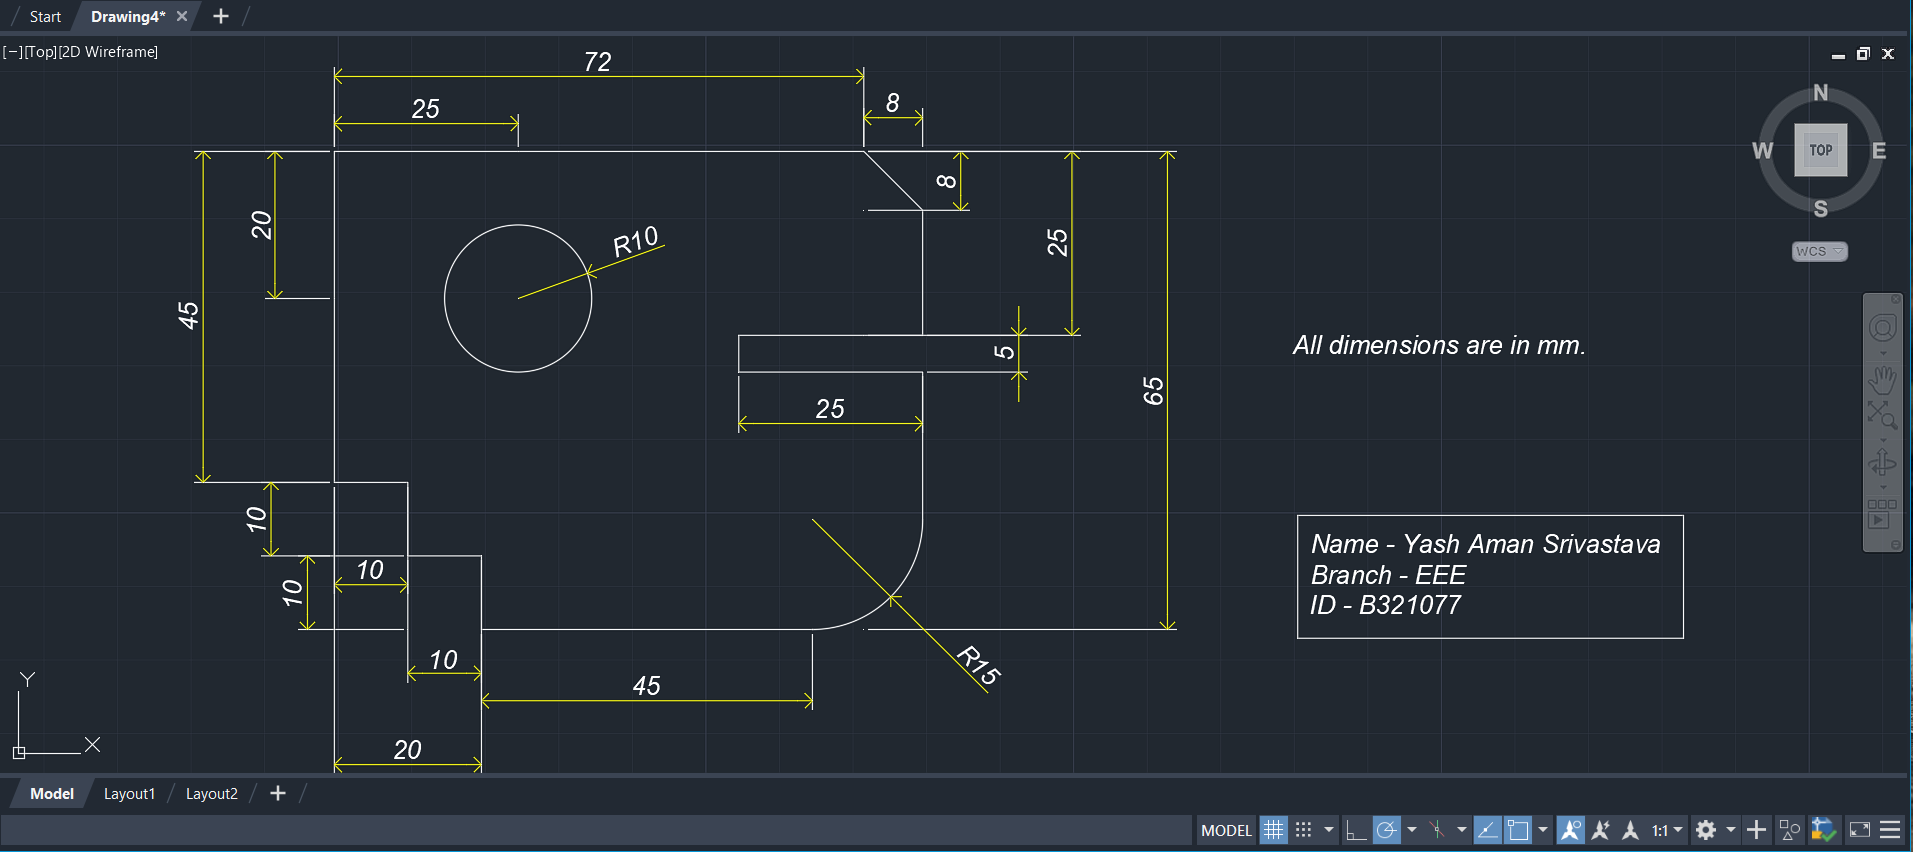 Start
Drawing4*
[−][Top][2D Wireframe]
72
25
8
N
W
TOP
E
S
WCS
8
20
R10
25
45
5
All dimensions are in mm.
65
25
10
10
10
Name - Yash Aman Srivastava
Branch - EEE
ID - B321077
10
R15
45
20
Y
X
Model
Layout1
Layout2
MODEL
1:1